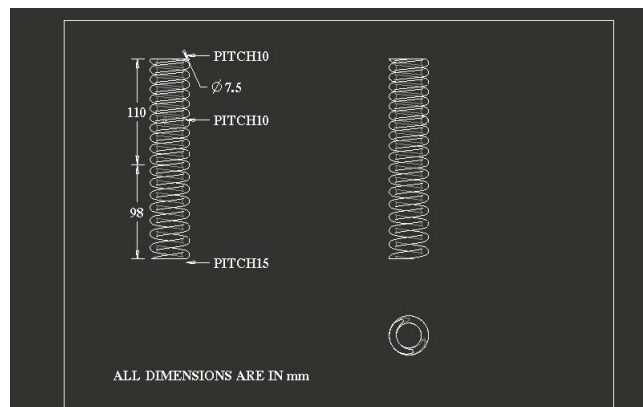 PITCH10
Ø 7.5
110
PITCH10
98
PITCH15
ALL DIMENSIONS ARE IN mm